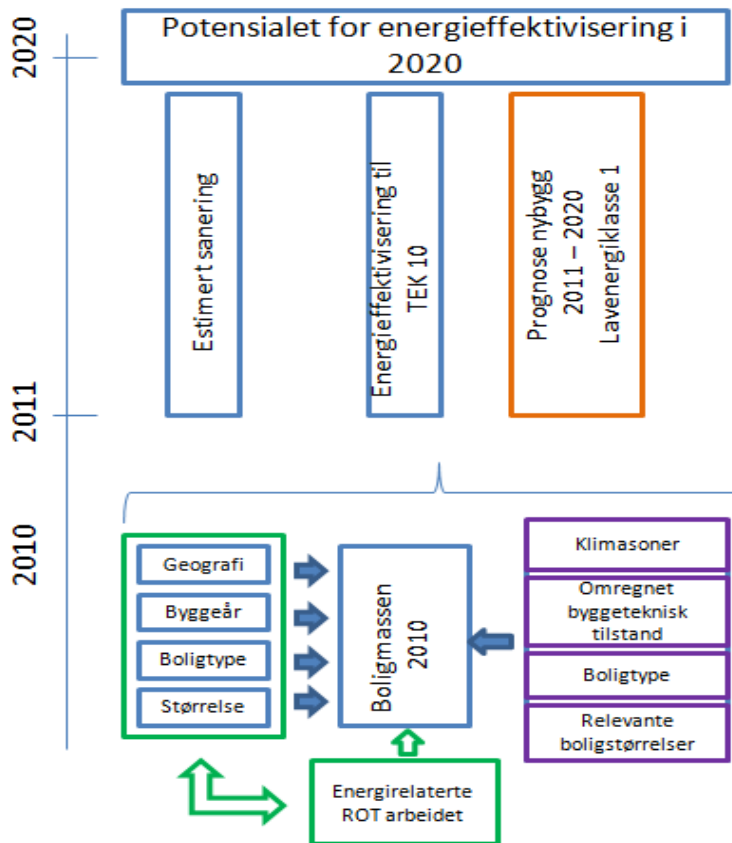 2020
Potensialet for energieffektivisering i
2020
Estimert sanering
Energieffektivisering til
TEK 10
Prognose nybygg
2011 – 2020
Lavenergiklasse 1
2011
2010
Geografi
Byggeår
Boligtype
Størrelse
Boligmassen
2010
Klimasoner
Omregnet
byggeteknisk
tilstand
Boligtype
Relevante
boligstørrelser
Energirelaterte
ROT arbeidet